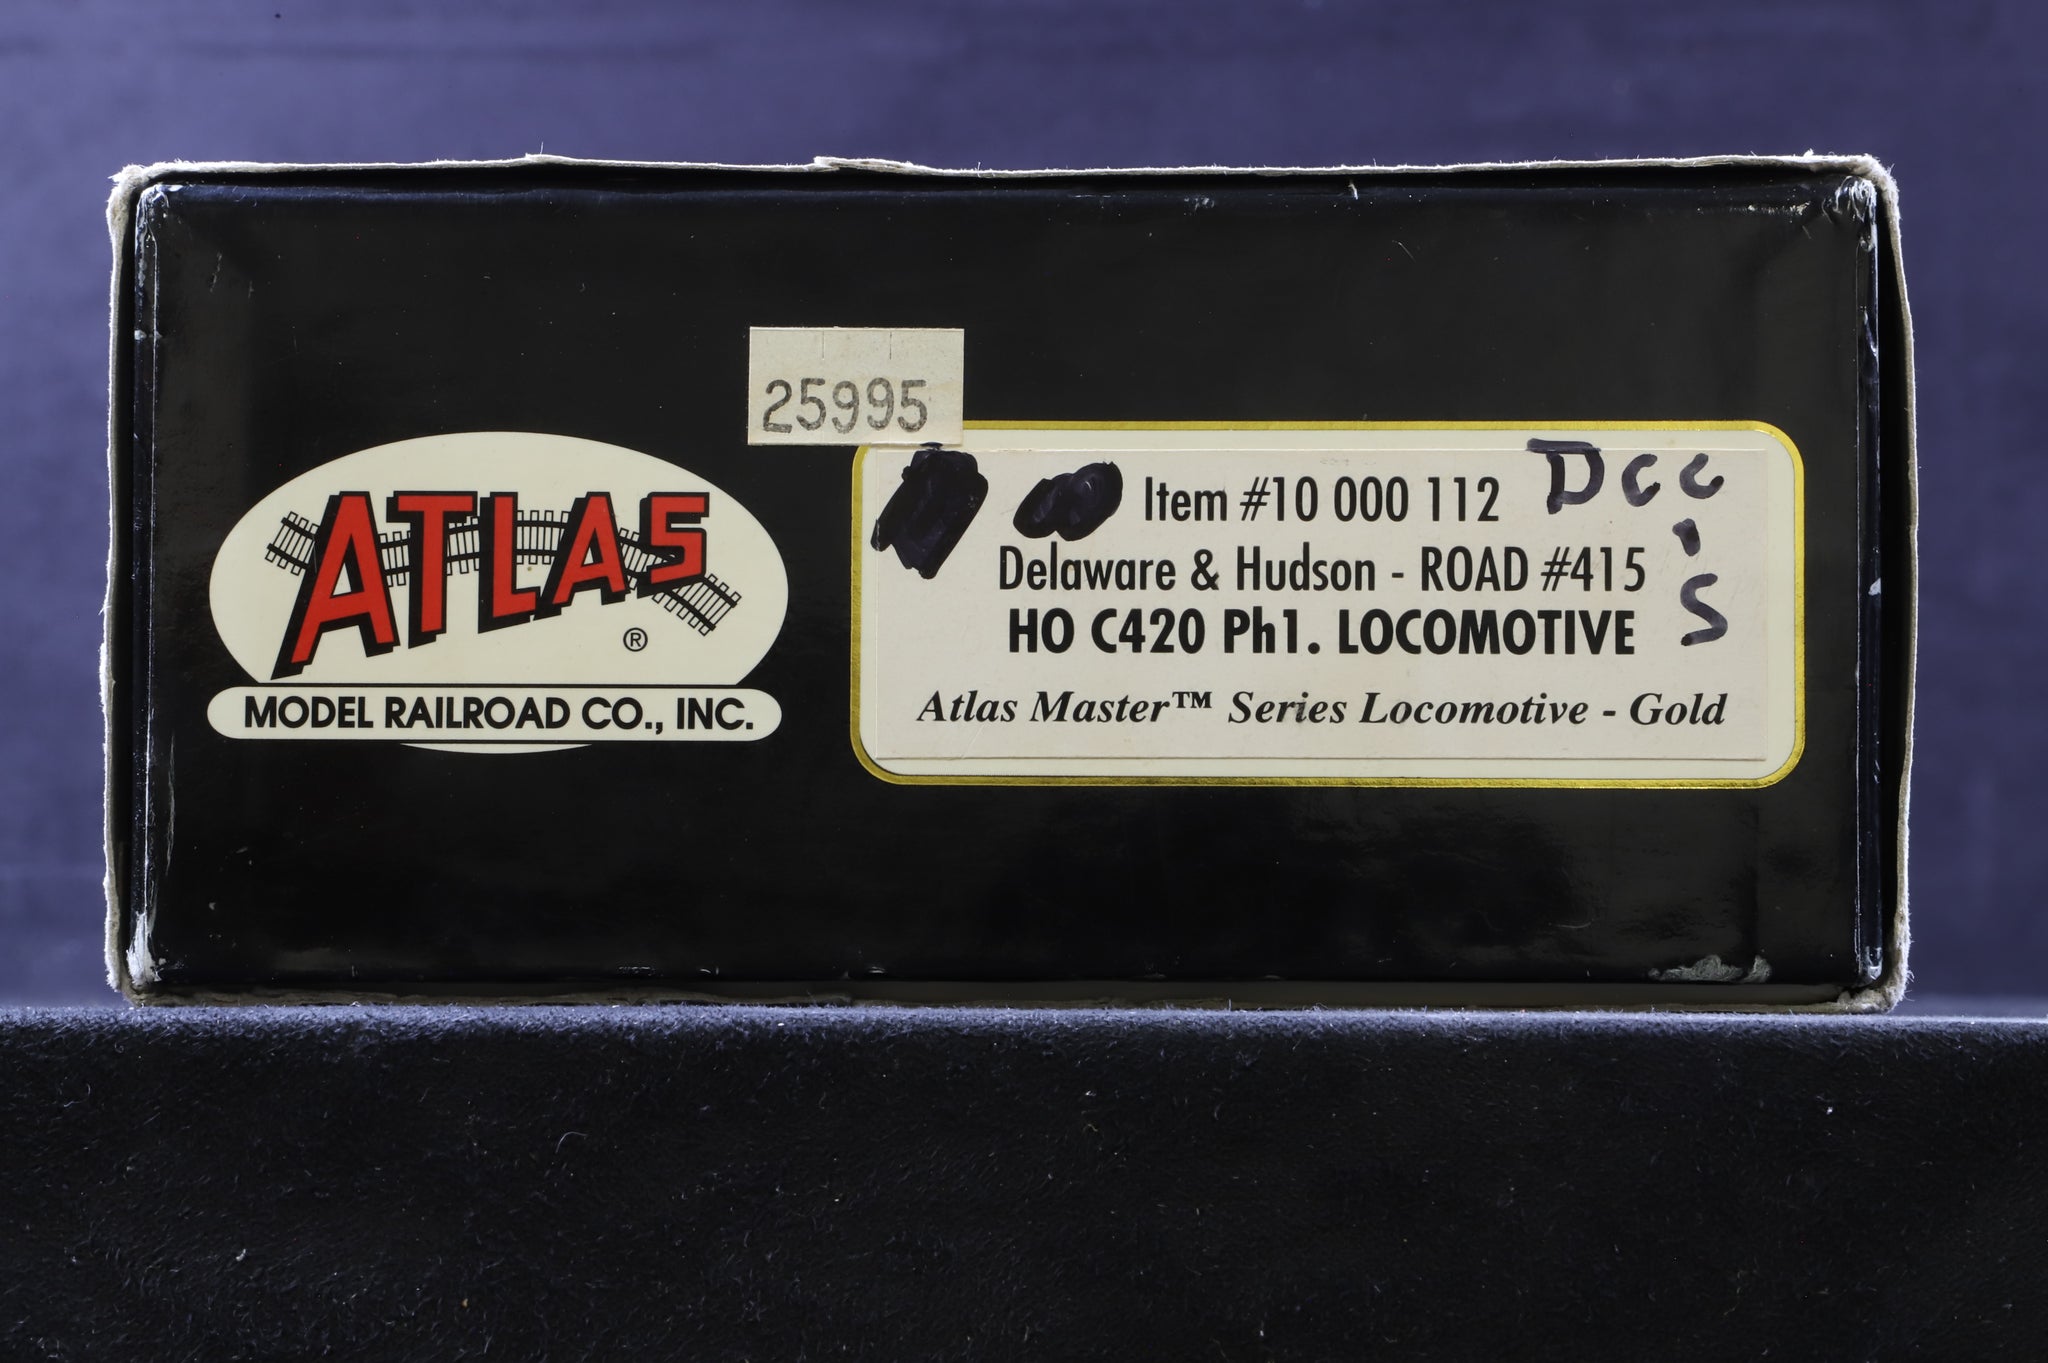 25995
ATLAS
®
MODEL RAILROAD CO., INC.
Item #10 000 112
Delaware & Hudson - ROAD #415
HO C420 Ph1. LOCOMOTIVE
Atlas Master™ Series Locomotive - Gold
Dcc
'
S